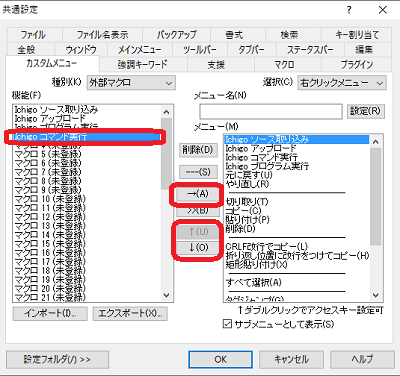 共通設定
ファイル ファイル名表示 バックアップ 書式 検索 キー割り当て
全般 ウィンドウ メインメニュー ツールバー タブバー ステータスバー 編集
カスタムメニュー 強調キーワード 支援 マクロ プラグイン
種別(K) 外部マクロ 選択(C) 右クリックメニュー
機能(F) メニュー名(N)
設定(R)
メニュー(M)
Ichigo ソース取り込み
Ichigo アップロード
Ichigo プログラム実行
Ichigo コマンド実行
(未登録)
(未登録)
マクロ 6 (未登録)
マクロ 7 (未登録)
マクロ 8 (未登録)
マクロ 9 (未登録)
マクロ 10 (未登録)
マクロ 11 (未登録)
マクロ 12 (未登録)
マクロ 13 (未登録)
マクロ 14 (未登録)
マクロ 15 (未登録)
マクロ 16 (未登録)
マクロ 17 (未登録)
マクロ 18 (未登録)
マクロ 19 (未登録)
マクロ 20 (未登録)
マクロ 21 (未登録)
削除(D)
---(S)
→(A)
>>(B)
↑(U)
↓(O)
Ichigo ソース取り込み
Ichigo アップロード
Ichigo コマンド実行
Ichigo プログラム実行
元に戻す(U)
やり直し(R)
切り取り(T)
コピー(C)
貼り付け(P)
削除(D)
CRLF改行でコピー(L)
折り返し位置に改行をつけてコピー(H)
矩形貼り付け(X)
すべて選択(A)
タグジャンプ(G)
インポート(I)... エクスポート(X)...
↑ダブルクリックでアクセスキー設定可
サブメニューとして表示(S)
設定フォルダ(/) >> OK キャンセル ヘルプ